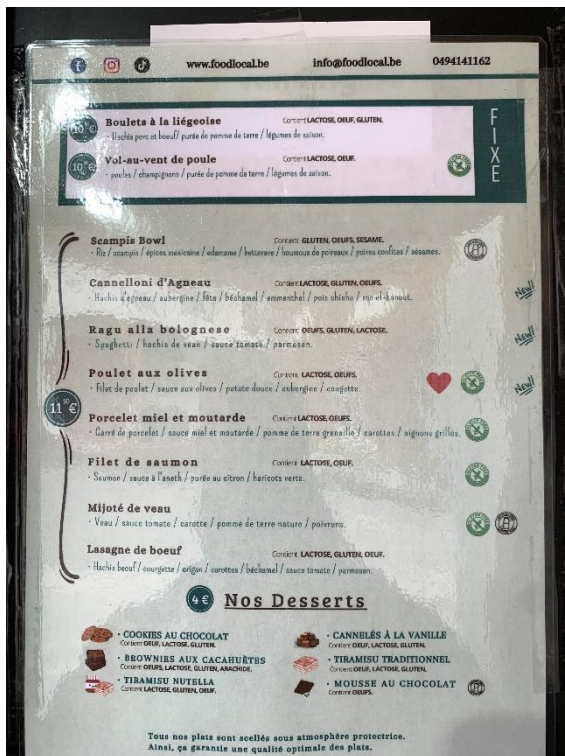 www.foodlocal.be info@foodlocal.be 0494141162
FIXE
Boulets à la liégeoise Contient LACTOSE, OEUF, GLUTEN.
Hachis porc et boeuf/ purée de pomme de terre / légumes de saison.
Vol-au-vent de poule Contient LACTOSE, OEUF.
- poules / champignons / purée de pomme de terre / légumes de saison.
Scampis Bowl Contient GLUTEN, OEUFS, SESAME.
- Riz / scampis / épices mexicaine / edamame / betterave / houmous de poireaux / poires confites / sésames.
Cannelloni d'Agneau Contient LACTOSE, GLUTEN, OEUFS.
- Hachis d'agneau / aubergine / féta / béchamel / emmenthal / pois chiche / ras el-hanout.
New!
Ragu alla bolognese Contient OEUFS, GLUTEN, LACTOSE.
- Spaghetti / hachis de veau / sauce tomate / parmesan.
New!
Poulet aux olives Contient LACTOSE, OEUFS.
- Filet de poulet / sauce aux olives / patate douce / aubergine / courgette.
New!
11 €
Porcelet miel et moutarde Contient LACTOSE, OEUFS.
- Carré de porcelet / sauce miel et moutarde / pomme de terre grenaille / carottes / oignons grillés.
Filet de saumon Contient LACTOSE, OEUF.
- Saumon / sauce à l'aneth / purée au citron / haricots verts.
Mijoté de veau
- Veau / sauce tomate / carotte / pomme de terre nature / poivrons.
Lasagne de boeuf Contient LACTOSE, GLUTEN, OEUF.
- Hachis boeuf / courgette / origan / carottes / béchamel / sauce tomate / parmesan.
4 € Nos Desserts
· COOKIES AU CHOCOLAT
Contient OEUF, LACTOSE, GLUTEN.
· BROWNIES AUX CACAHUÈTES
Contient OEUFS, LACTOSE, GLUTEN, ARACHIDE.
· TIRAMISU NUTELLA
Contient LACTOSE, GLUTEN, OEUF.
· CANNELÉS À LA VANILLE
Contient OEUF, LACTOSE, GLUTEN.
· TIRAMISU TRADITIONNEL
Contient OEUF, LACTOSE, GLUTEN.
· MOUSSE AU CHOCOLAT
Contient OEUFS.
Tous nos plats sont scellés sous atmosphère protectrice.
Ainsi, ça garantie une qualité optimale des plats.